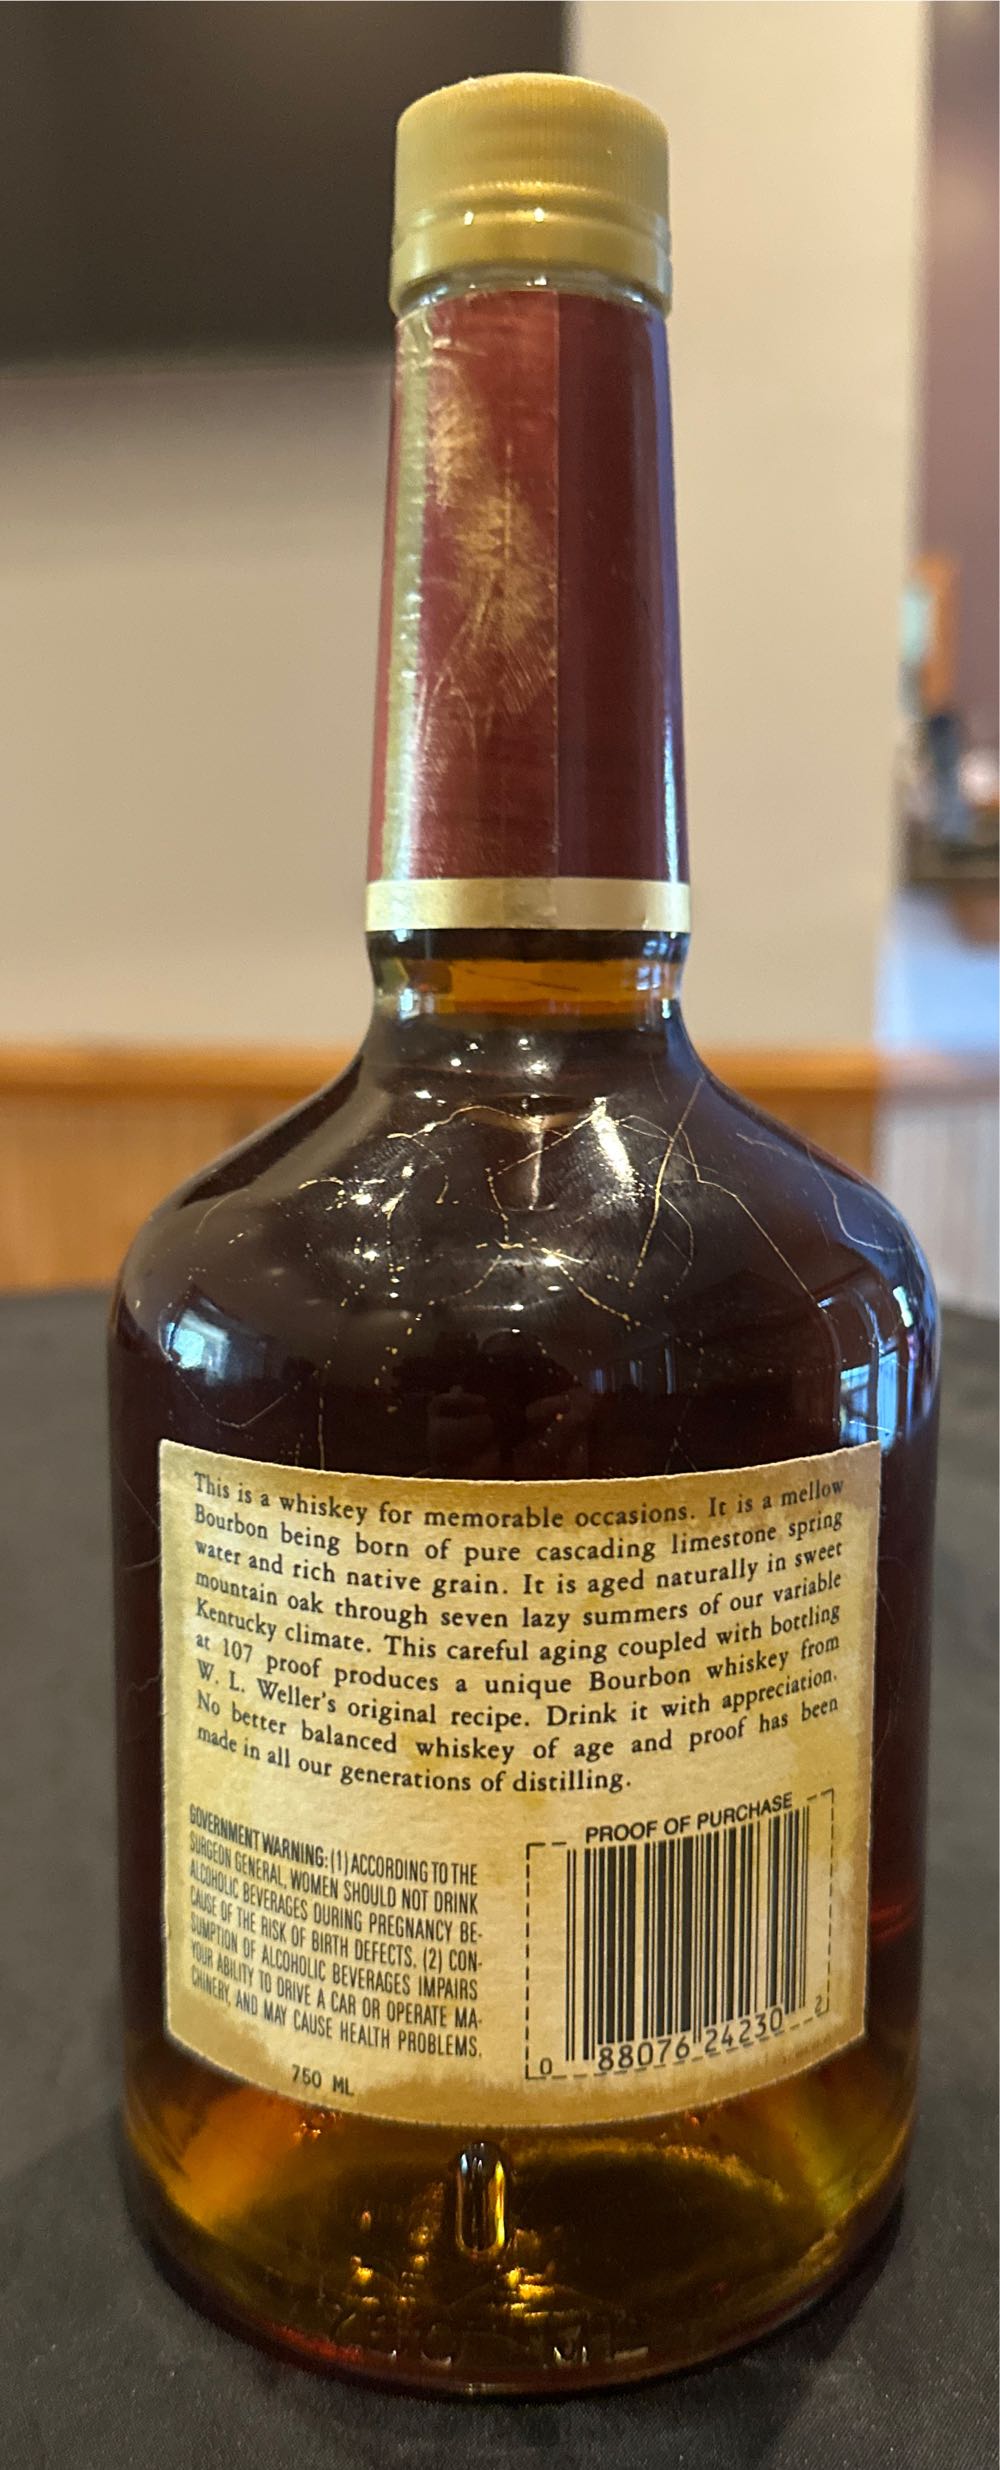 This is a whiskey for memorable occasions. It is a mellow
Bourbon being born of pure cascading limestone spring
water and rich native grain. It is aged naturally in sweet
mountain oak through seven lazy summers of our variable
Kentucky climate. This careful aging coupled with bottling
at 107 proof produces a unique Bourbon whiskey from
W. L. Weller's original recipe. Drink it with appreciation.
No better balanced whiskey of age and proof has been
made in all our generations of distilling.
GOVERNMENT WARNING: (1) ACCORDING TO THE
SURGEON GENERAL, WOMEN SHOULD NOT DRINK
ALCOHOLIC BEVERAGES DURING PREGNANCY BE-
CAUSE OF THE RISK OF BIRTH DEFECTS. (2) CON-
SUMPTION OF ALCOHOLIC BEVERAGES IMPAIRS
YOUR ABILITY TO DRIVE A CAR OR OPERATE MA-
CHINERY, AND MAY CAUSE HEALTH PROBLEMS.
750 ML
PROOF OF PURCHASE
0 88076 24230 2